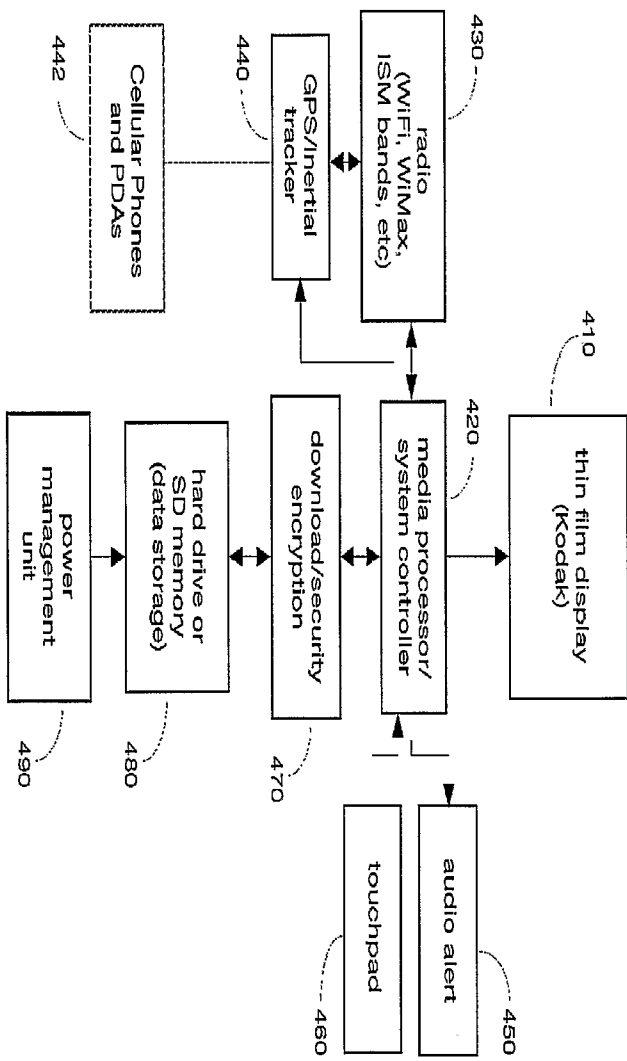 410
thin film display
(Kodak)
430
radio
(WiFi, WiMax,
ISM bands, etc)
420
media processor/
system controller
audio alert
450
440
GPS/Inertial
tracker
touchpad
460
442
Cellular Phones
and PDAs
download/security
encryption
470
hard drive or
SD memory
(data storage)
480
power
management
unit
490